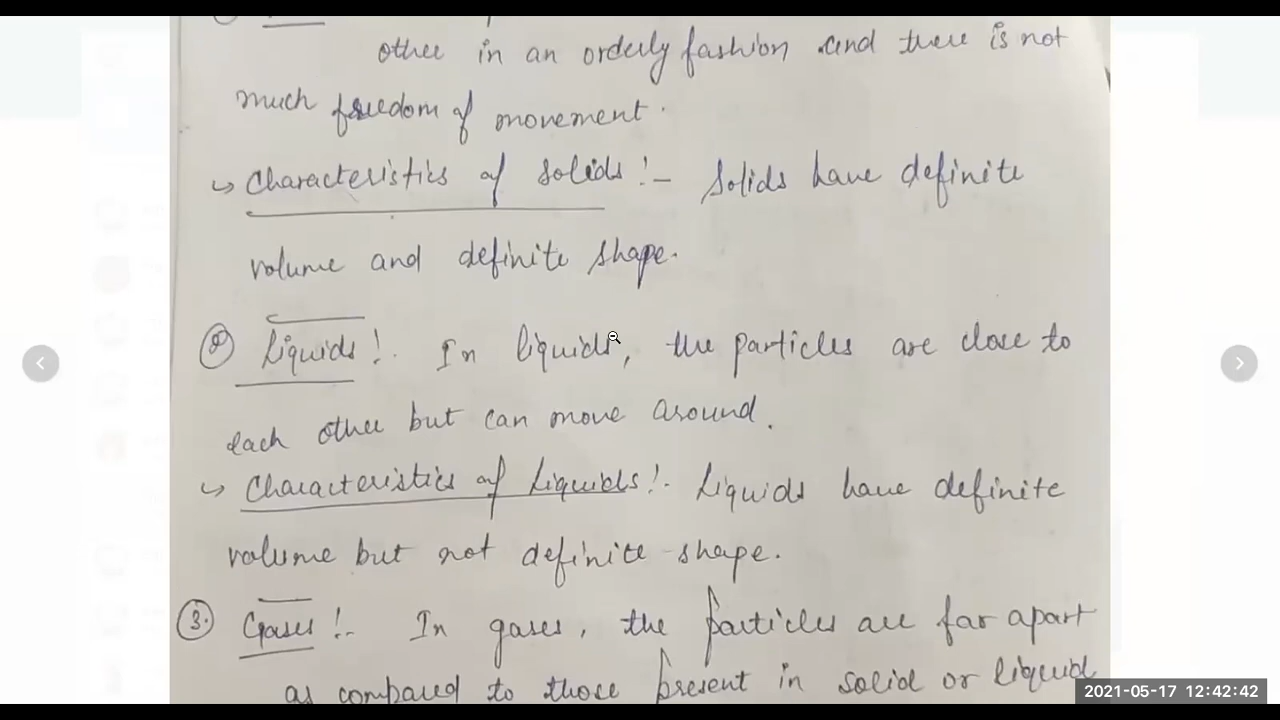 other in an orderly fashion and there is not
much freedom of movement.
↳ Characteristics of Solids :- Solids have definite
volume and definite shape.
② Liquids :- In liquids, the particles are close to
each other but can move around.
↳ Characteristics of Liquids :- Liquids have definite
volume but not definite shape.
③ Gases :- In gases, the particles are far apart
as compared to those present in solid or liquid
2021-05-17 12:42:42